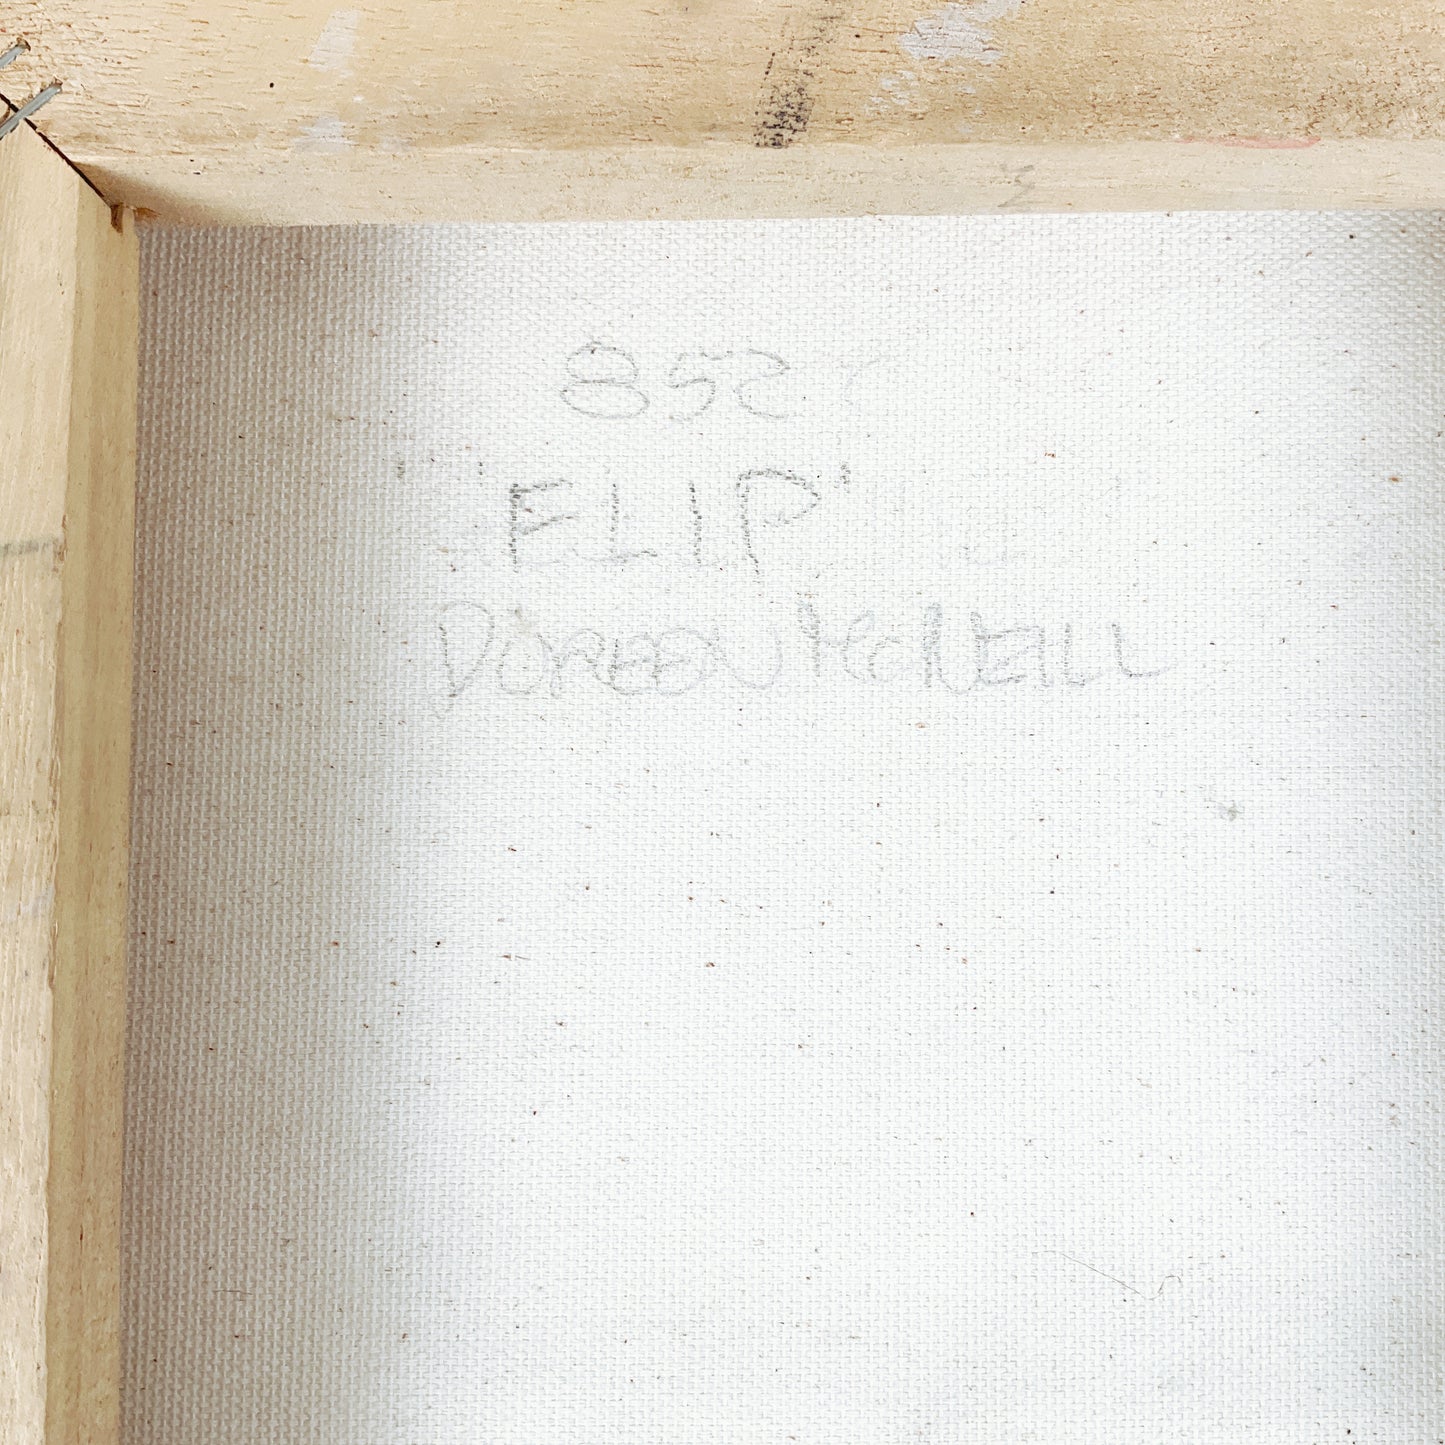 852
'FLIP'
DOREEN McNEILL